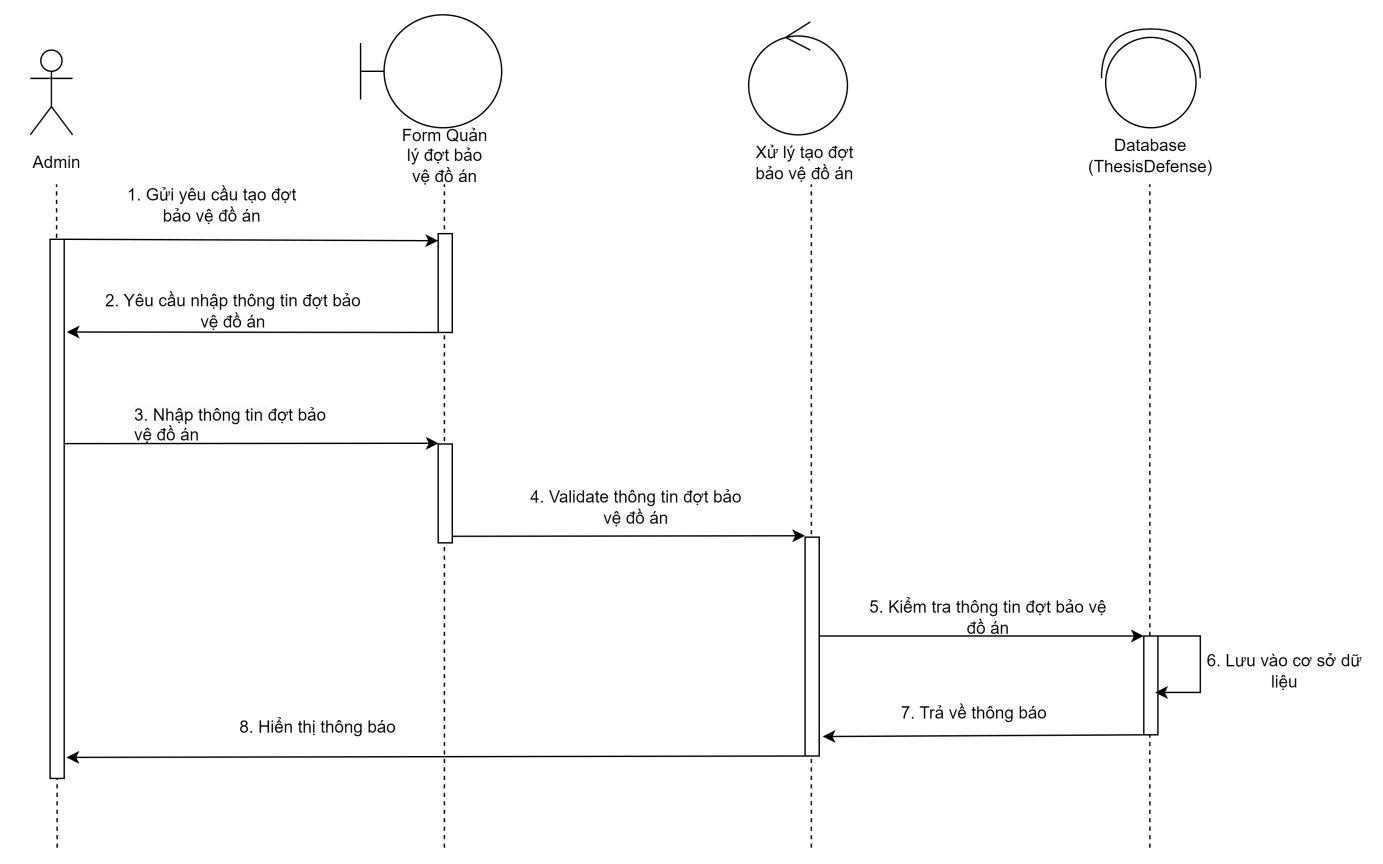 Admin
Form Quản
lý đợt bảo
vệ đồ án
Xử lý tạo đợt
bảo vệ đồ án
Database
(ThesisDefense)
1. Gửi yêu cầu tạo đợt
bảo vệ đồ án
2. Yêu cầu nhập thông tin đợt bảo
vệ đồ án
3. Nhập thông tin đợt bảo
vệ đồ án
4. Validate thông tin đợt bảo
vệ đồ án
5. Kiểm tra thông tin đợt bảo vệ
đồ án
6. Lưu vào cơ sở dữ
liệu
7. Trả về thông báo
8. Hiển thị thông báo